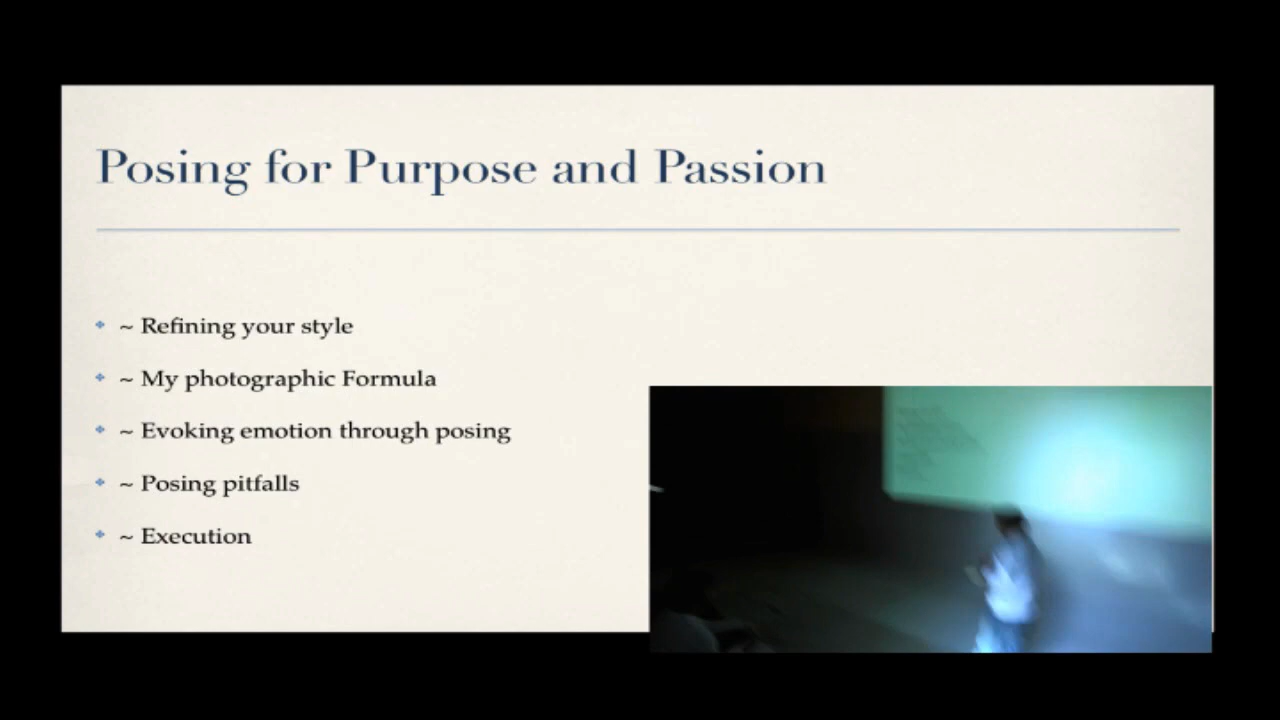 Posing for Purpose and Passion
~ Refining your style
~ My photographic Formula
~ Evoking emotion through posing
~ Posing pitfalls
~ Execution